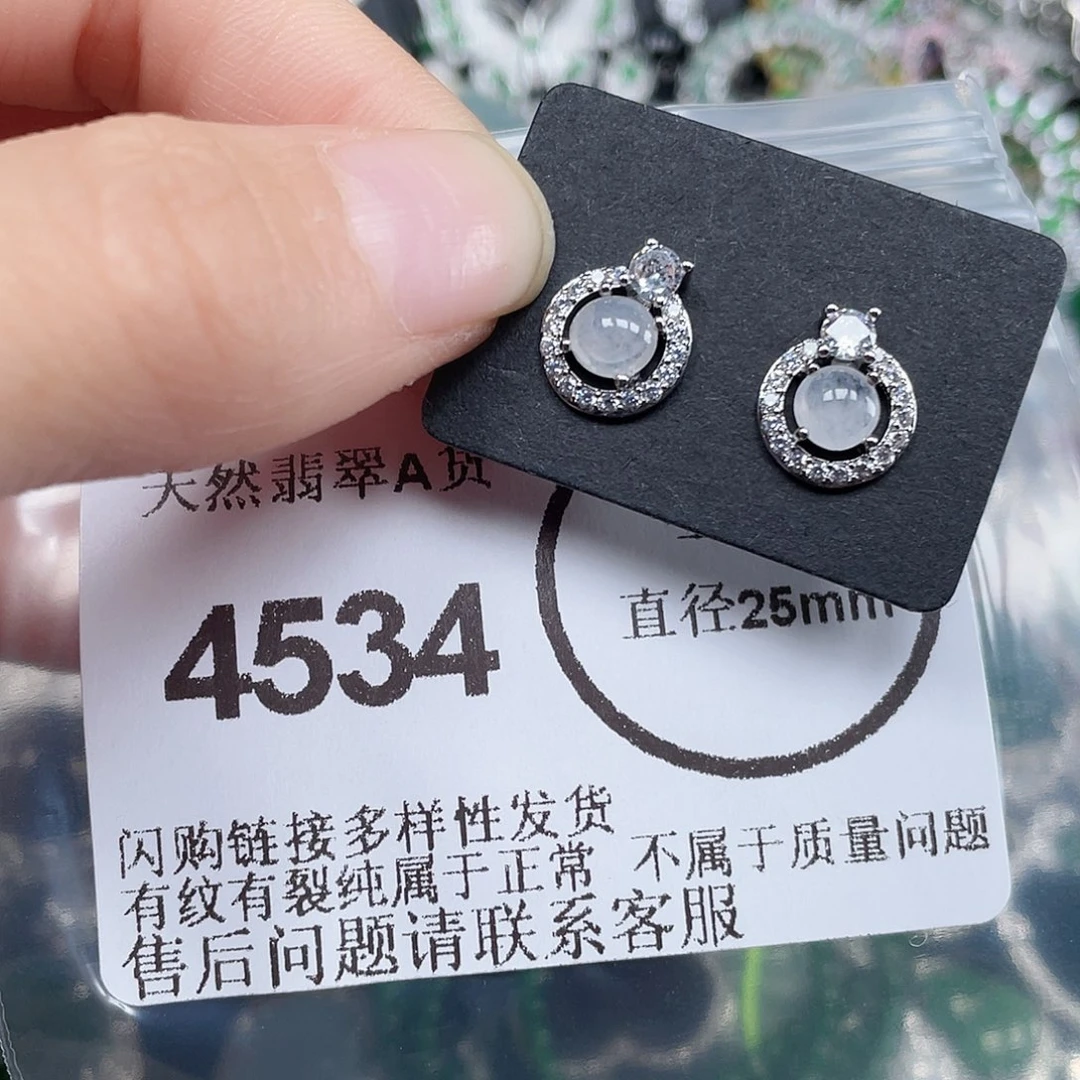 天然翡翠A货
4534
直径25mm
闪购链接多样性发货
有纹有裂纯属于正常 不属于质量问题
售后问题请联系客服